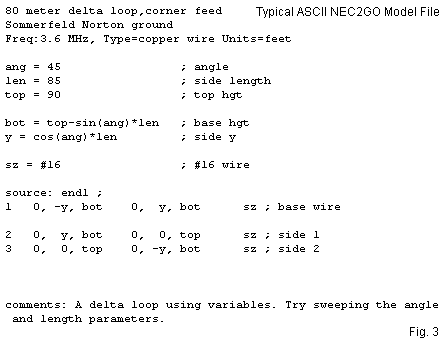 80 meter delta loop,corner feed    Typical ASCII NEC2GO Model File
Sommerfeld Norton ground
Freq:3.6 MHz, Type=copper wire Units=feet
ang = 45                ; angle
len = 85                ; side length
top = 90                ; top hgt
bot = top-sin(ang)*len  ; base hgt
y = cos(ang)*len        ; side y
sz = #16                ; #16 wire
source: end1 ;
1   0, -y, bot    0,  y, bot      sz ; base wire
2   0,  y, bot    0,  0, top      sz ; side 1
3   0,  0, top    0, -y, bot      sz ; side 2
comments: A delta loop using variables. Try sweeping the angle
and length parameters.
Fig. 3